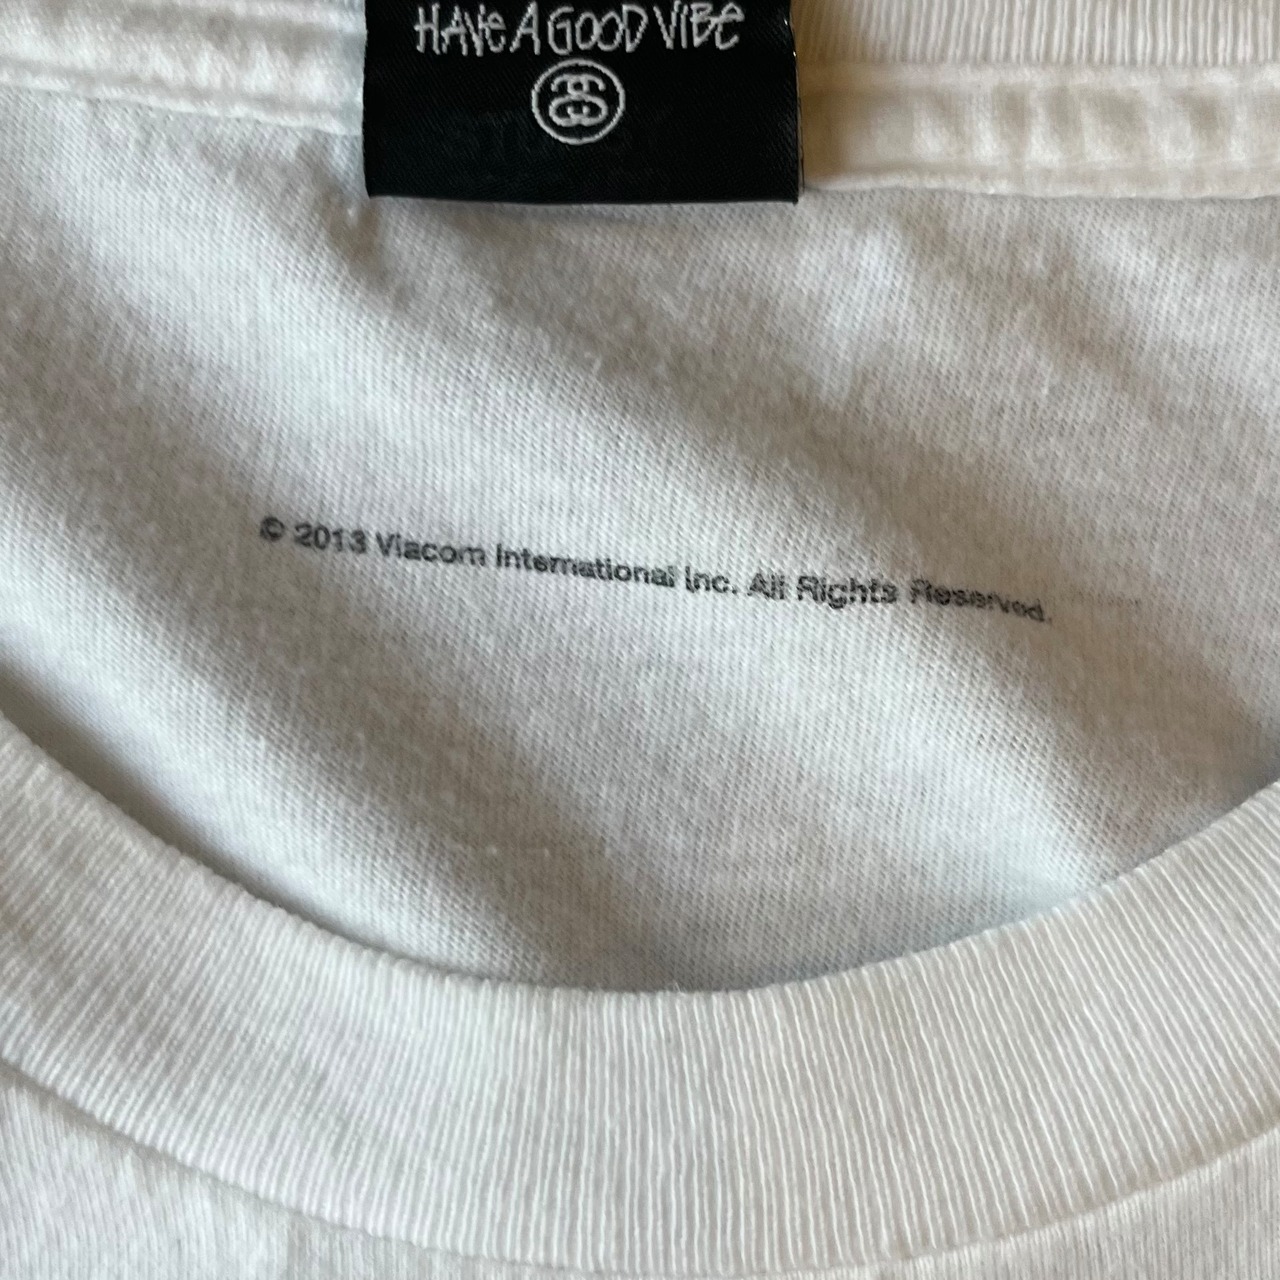 HAVE A GOOD VIBE
© 2013 Viacom International Inc. All Rights Reserved.